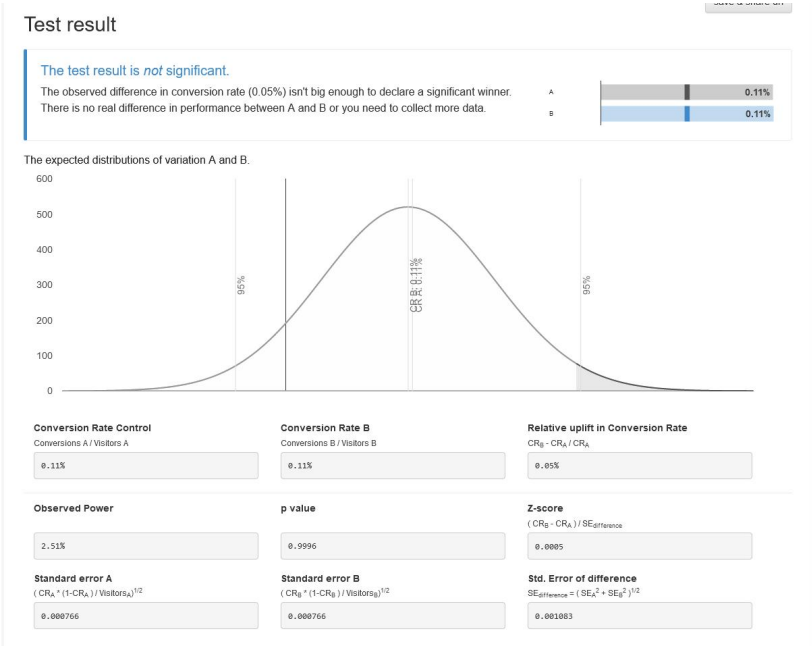 Test result
The test result is not significant.
The observed difference in conversion rate (0.05%) isn't big enough to declare a significant winner.
There is no real difference in performance between A and B or you need to collect more data.
A
0.11%
B
0.11%
The expected distributions of variation A and B.
600
500
400
300
200
100
0
95%
CR B: 0.11%
CR A: 0.11%
95%
Conversion Rate Control
Conversions A / Visitors A
0.11%
Conversion Rate B
Conversions B / Visitors B
0.11%
Relative uplift in Conversion Rate
CRB - CRA / CRA
0.05%
Observed Power
2.51%
p value
0.9996
Z-score
( CRB - CRA ) / SEdifference
0.0005
Standard error A
( CRA * (1-CRA ) / VisitorsA)1/2
0.000766
Standard error B
( CRB * (1-CRB ) / VisitorsB)1/2
0.000766
Std. Error of difference
SEdifference = ( SEA2 + SEB2 )1/2
0.001083